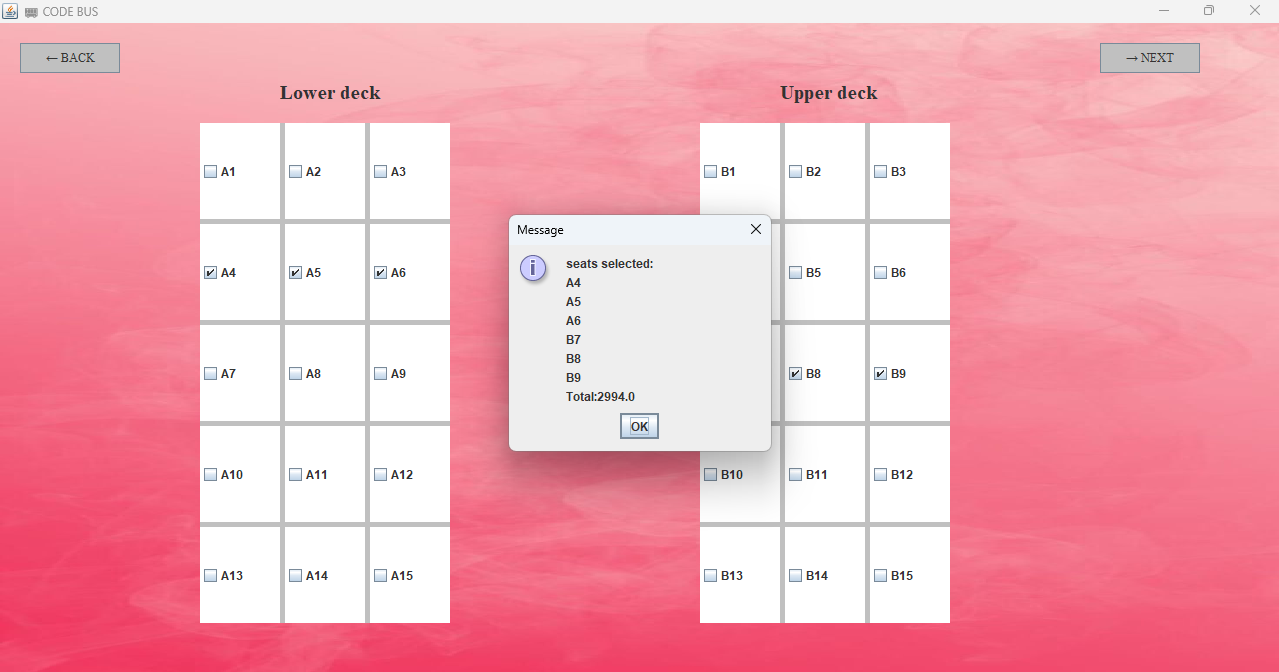 CODE BUS
← BACK
→ NEXT
Lower deck
Upper deck
A1 A2 A3
B1 B2 B3
A4 A5 A6
B5 B6
A7 A8 A9
B8 B9
A10 A11 A12
B10 B11 B12
A13 A14 A15
B13 B14 B15
Message
seats selected:
A4
A5
A6
B7
B8
B9
Total:2994.0
OK